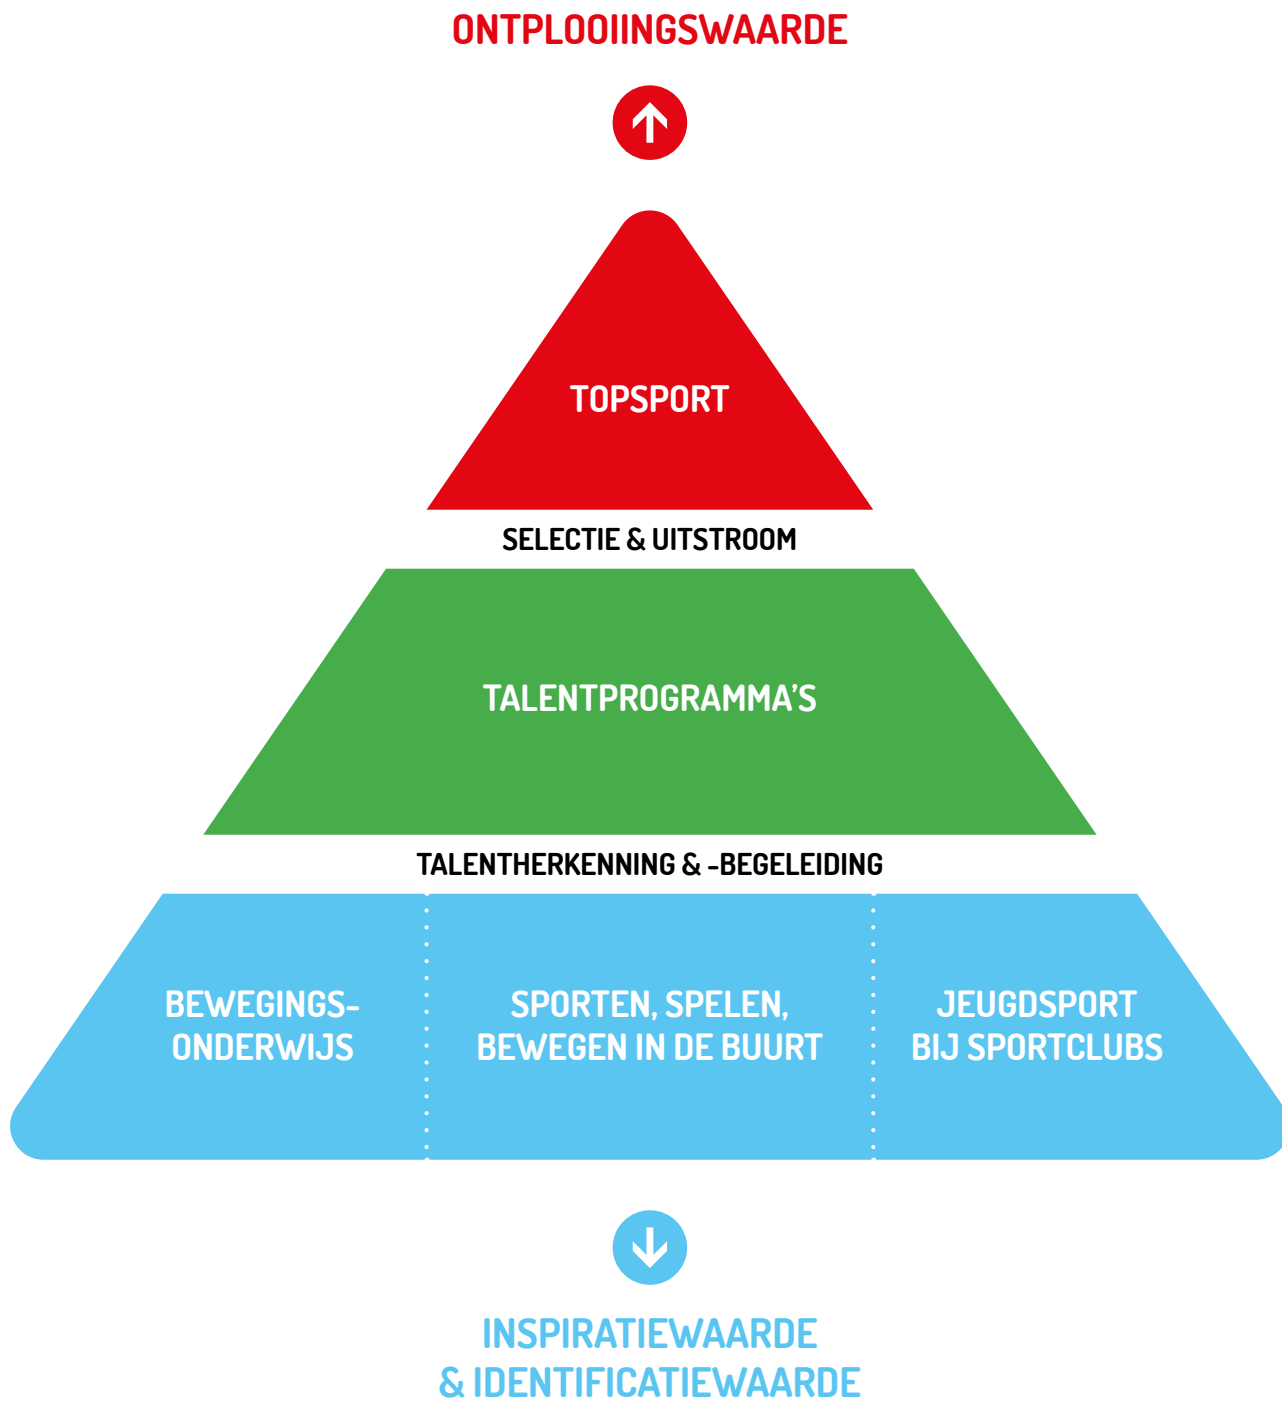 ONTPLOOIINGSWAARDE
TOPSPORT
SELECTIE & UITSTROOM
TALENTPROGRAMMA'S
TALENTHERKENNING & -BEGELEIDING
BEWEGINGS-
ONDERWIJS
SPORTEN, SPELEN,
BEWEGEN IN DE BUURT
JEUGDSPORT
BIJ SPORTCLUBS
INSPIRATIEWAARDE
& IDENTIFICATIEWAARDE